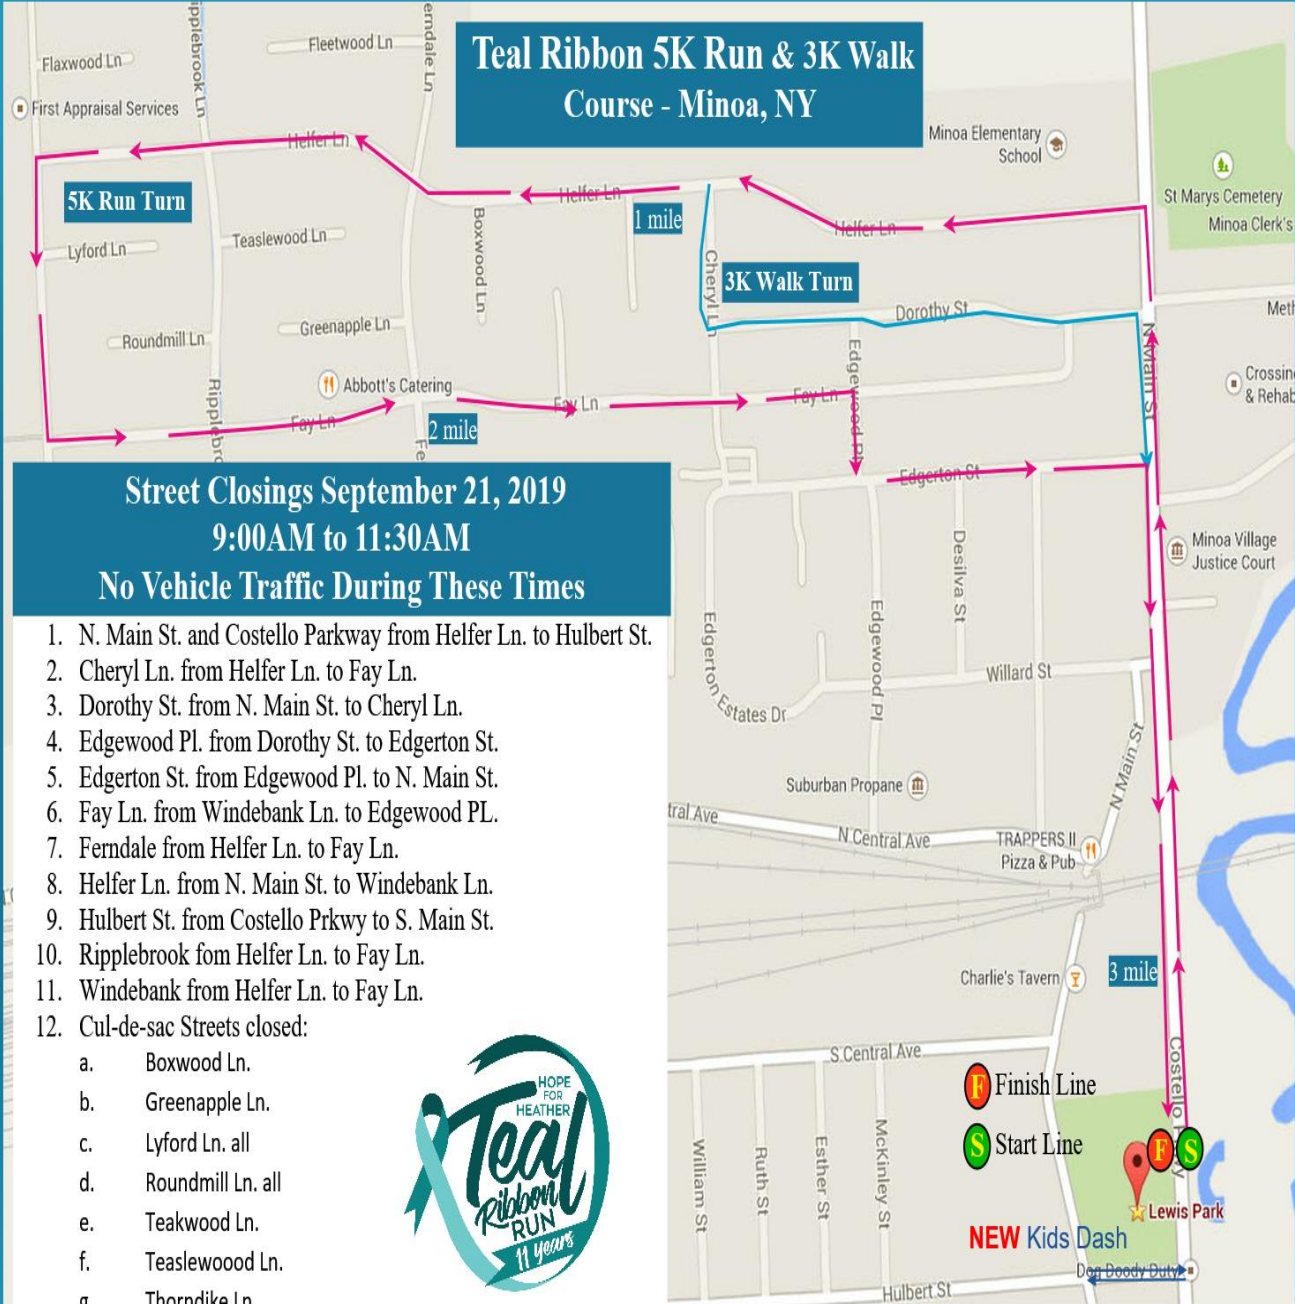 Teal Ribbon 5K Run & 3K Walk
Course - Minoa, NY
Flaxwood Ln
Fleetwood Ln
First Appraisal Services
Helfer Ln
5K Run Turn
Lyford Ln
Teaslewood Ln
Boxwood Ln
Helfer Ln
1 mile
Cheryl Ln
3K Walk Turn
Helfer Ln
Minoa Elementary
School
St Marys Cemetery
Minoa Clerk's
Roundmill Ln
Greenapple Ln
Dorothy St
N Main St
Abbott's Catering
Fay Ln
2 mile
Fay Ln
Fay Ln
Edgewood Pl
Edgerton St
Crossing
& Rehab
Minoa Village
Justice Court
Desilva St
Edgewood Pl
Edgerton Estates Dr
Willard St
N Main St
Suburban Propane
tral Ave
N Central Ave
TRAPPERS II
Pizza & Pub
Charlie's Tavern
3 mile
S Central Ave
Costello Pkwy
William St
Ruth St
Esther St
McKinley St
F Finish Line
S Start Line
F S
Lewis Park
NEW Kids Dash
Dog Doody Duty
Hulbert St
Street Closings September 21, 2019
9:00AM to 11:30AM
No Vehicle Traffic During These Times
1. N. Main St. and Costello Parkway from Helfer Ln. to Hulbert St.
2. Cheryl Ln. from Helfer Ln. to Fay Ln.
3. Dorothy St. from N. Main St. to Cheryl Ln.
4. Edgewood Pl. from Dorothy St. to Edgerton St.
5. Edgerton St. from Edgewood Pl. to N. Main St.
6. Fay Ln. from Windebank Ln. to Edgewood PL.
7. Ferndale from Helfer Ln. to Fay Ln.
8. Helfer Ln. from N. Main St. to Windebank Ln.
9. Hulbert St. from Costello Prkwy to S. Main St.
10. Ripplebrook fom Helfer Ln. to Fay Ln.
11. Windebank from Helfer Ln. to Fay Ln.
12. Cul-de-sac Streets closed:
a. Boxwood Ln.
b. Greenapple Ln.
c. Lyford Ln. all
d. Roundmill Ln. all
e. Teakwood Ln.
f. Teaslewoood Ln.
g. Thorndike Ln
HOPE
FOR
HEATHER
Teal
Ribbon
RUN
11 Years